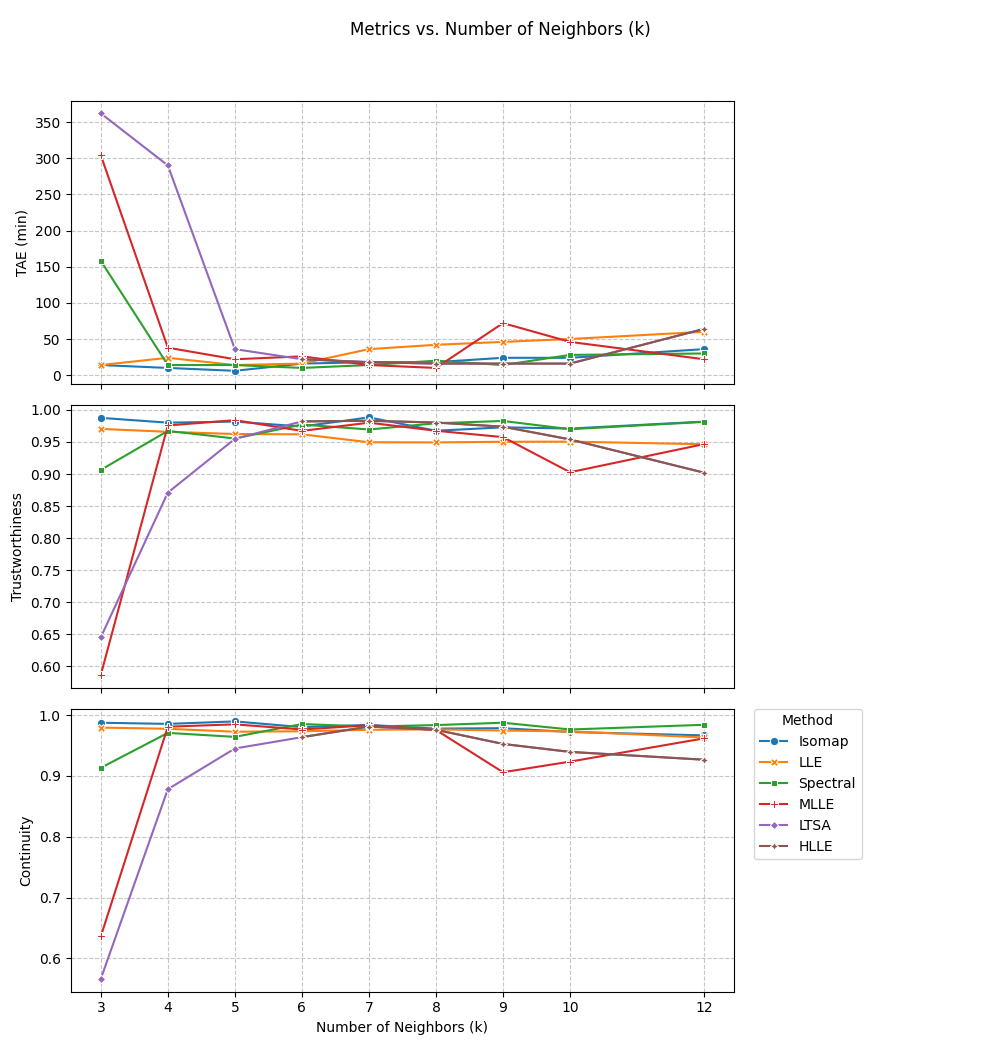 Metrics vs. Number of Neighbors (k)
350
300
250
200
150
100
50
0
TAE (min)
1.00
0.95
0.90
0.85
0.80
0.75
0.70
0.65
0.60
Trustworthiness
1.0
0.9
0.8
0.7
0.6
Continuity
3 4 5 6 7 8 9 10 12
Number of Neighbors (k)
Method
Isomap
LLE
Spectral
MLLE
LTSA
HLLE